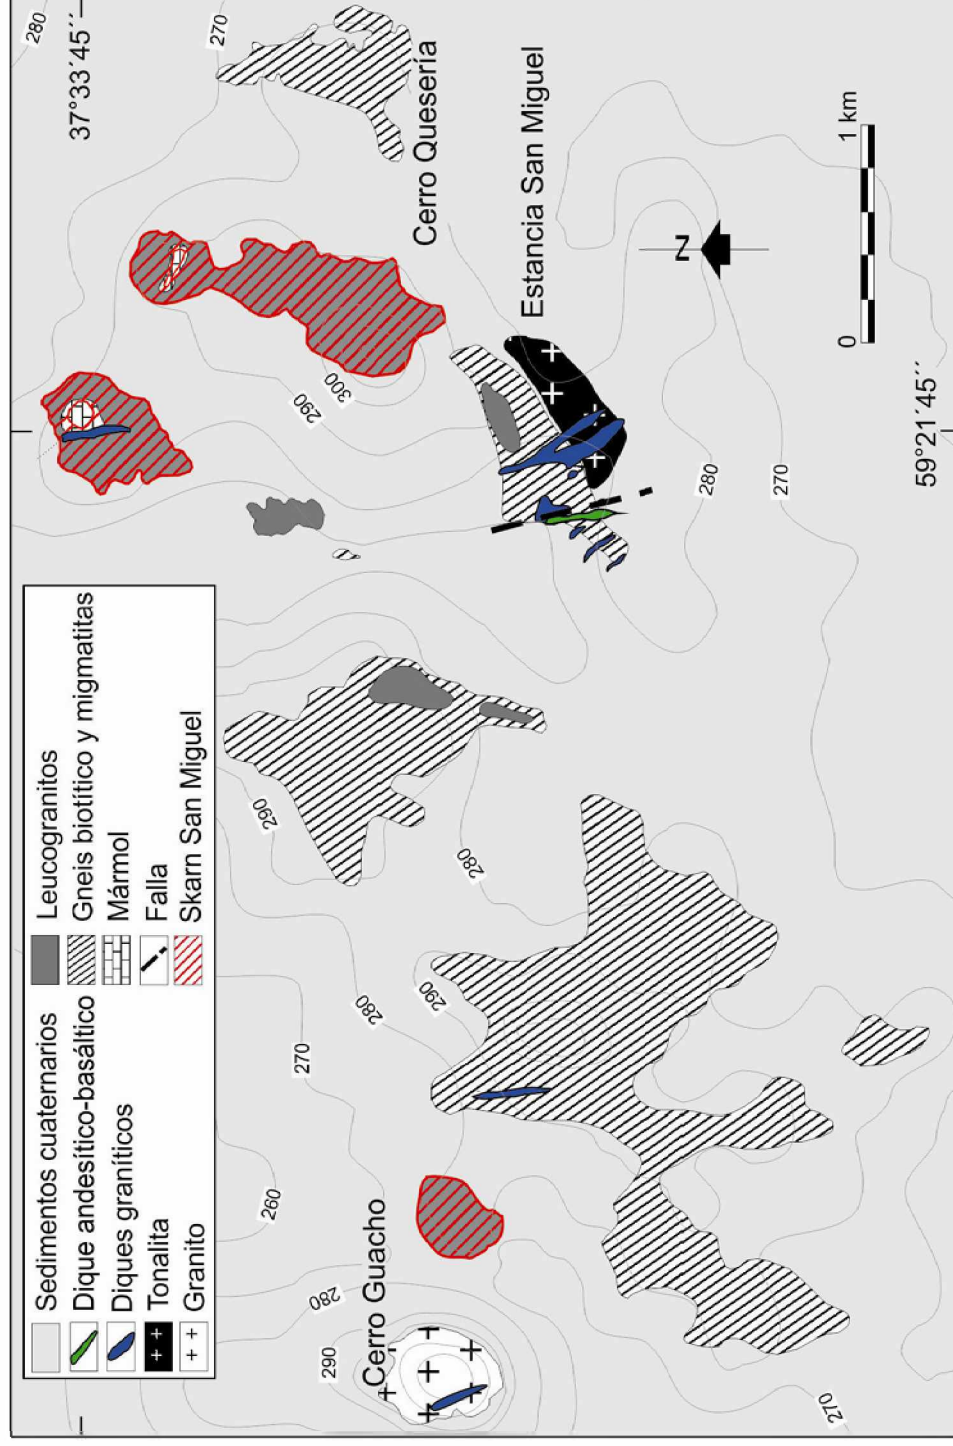 Sedimentos cuaternarios
Dique andesítico-basáltico
Diques graníticos
Tonalita
Granito
Leucogranitos
Gneis biotítico y migmatitas
Mármol
Falla
Skarn San Miguel
37°33´45´´
59°21´45´´
Cerro Guacho
Cerro Quesería
Estancia San Miguel
N
0 1 km
280
270
290
300
290
280
270
280
290
280
270
260
280
290
270